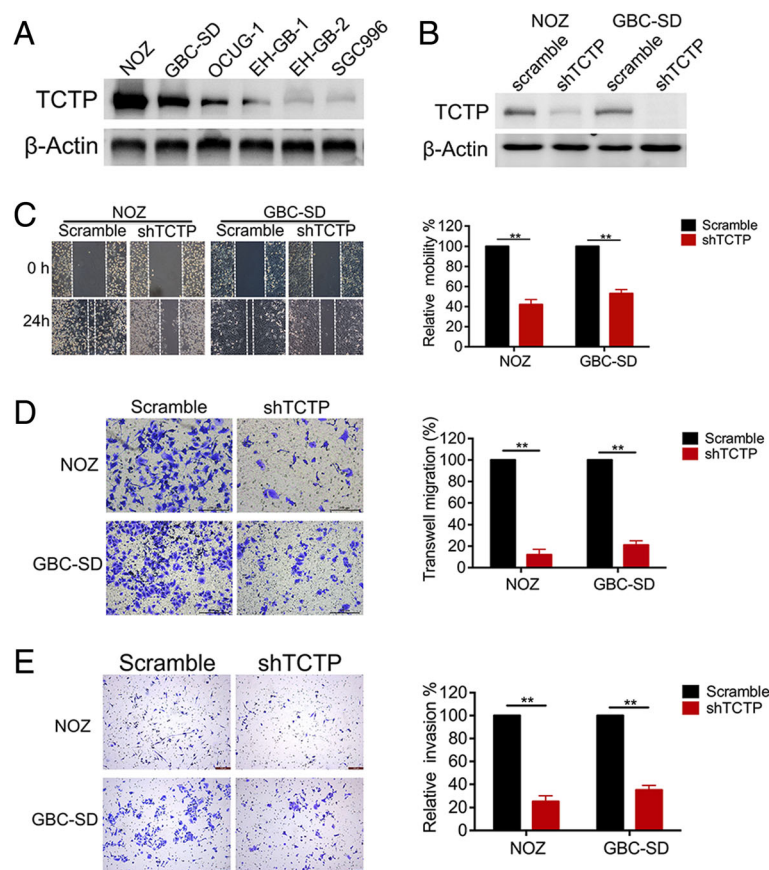 A
NOZ
GBC-SD
OCUG-1
EH-GB-1
EH-GB-2
SGC996
TCTP
β-Actin
B
NOZ GBC-SD
scramble
shTCTP
scramble
shTCTP
TCTP
β-Actin
C
NOZ GBC-SD
Scramble shTCTP Scramble shTCTP
0 h
24h
Relative mobility %
100
80
60
40
20
0
** **
NOZ GBC-SD
Scramble
shTCTP
D
Scramble shTCTP
NOZ
GBC-SD
Transwell migration (%)
100
80
60
40
20
0
** **
NOZ GBC-SD
Scramble
shTCTP
E
Scramble shTCTP
NOZ
GBC-SD
Relative invasion %
100
80
60
40
20
0
** **
NOZ GBC-SD
Scramble
shTCTP